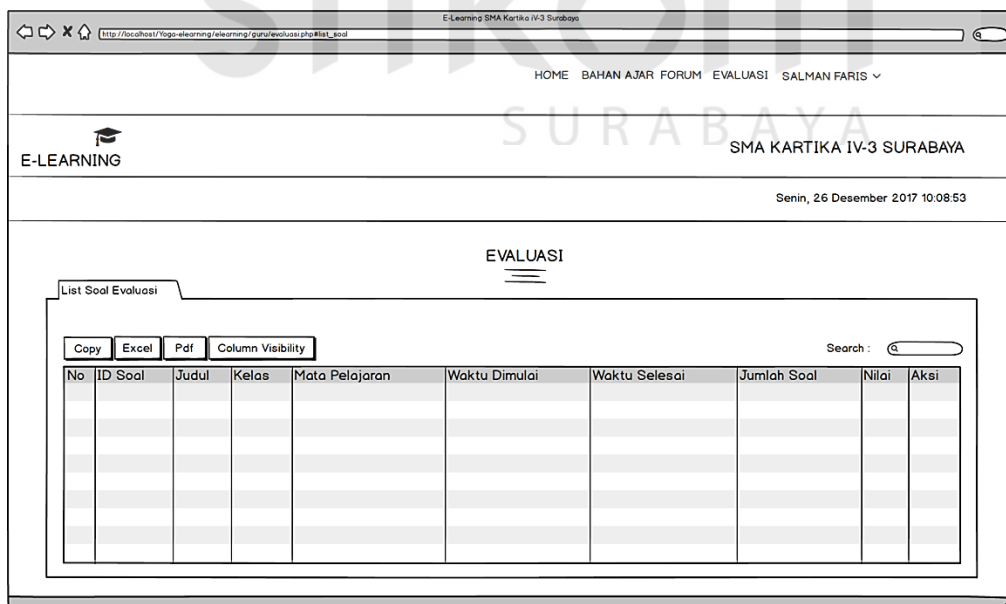 stikom
SURABAYA
E-Learning SMA Kartika iV-3 Surabaya
http://localhost/Yoga-elearning/elearning/guru/evaluasi.php#list_soal
HOME BAHAN AJAR FORUM EVALUASI SALMAN FARIS
E-LEARNING
SMA KARTIKA IV-3 SURABAYA
Senin, 26 Desember 2017 10:08:53
EVALUASI
List Soal Evaluasi
Copy Excel Pdf Column Visibility Search :
No ID Soal Judul Kelas Mata Pelajaran Waktu Dimulai Waktu Selesai Jumlah Soal Nilai Aksi